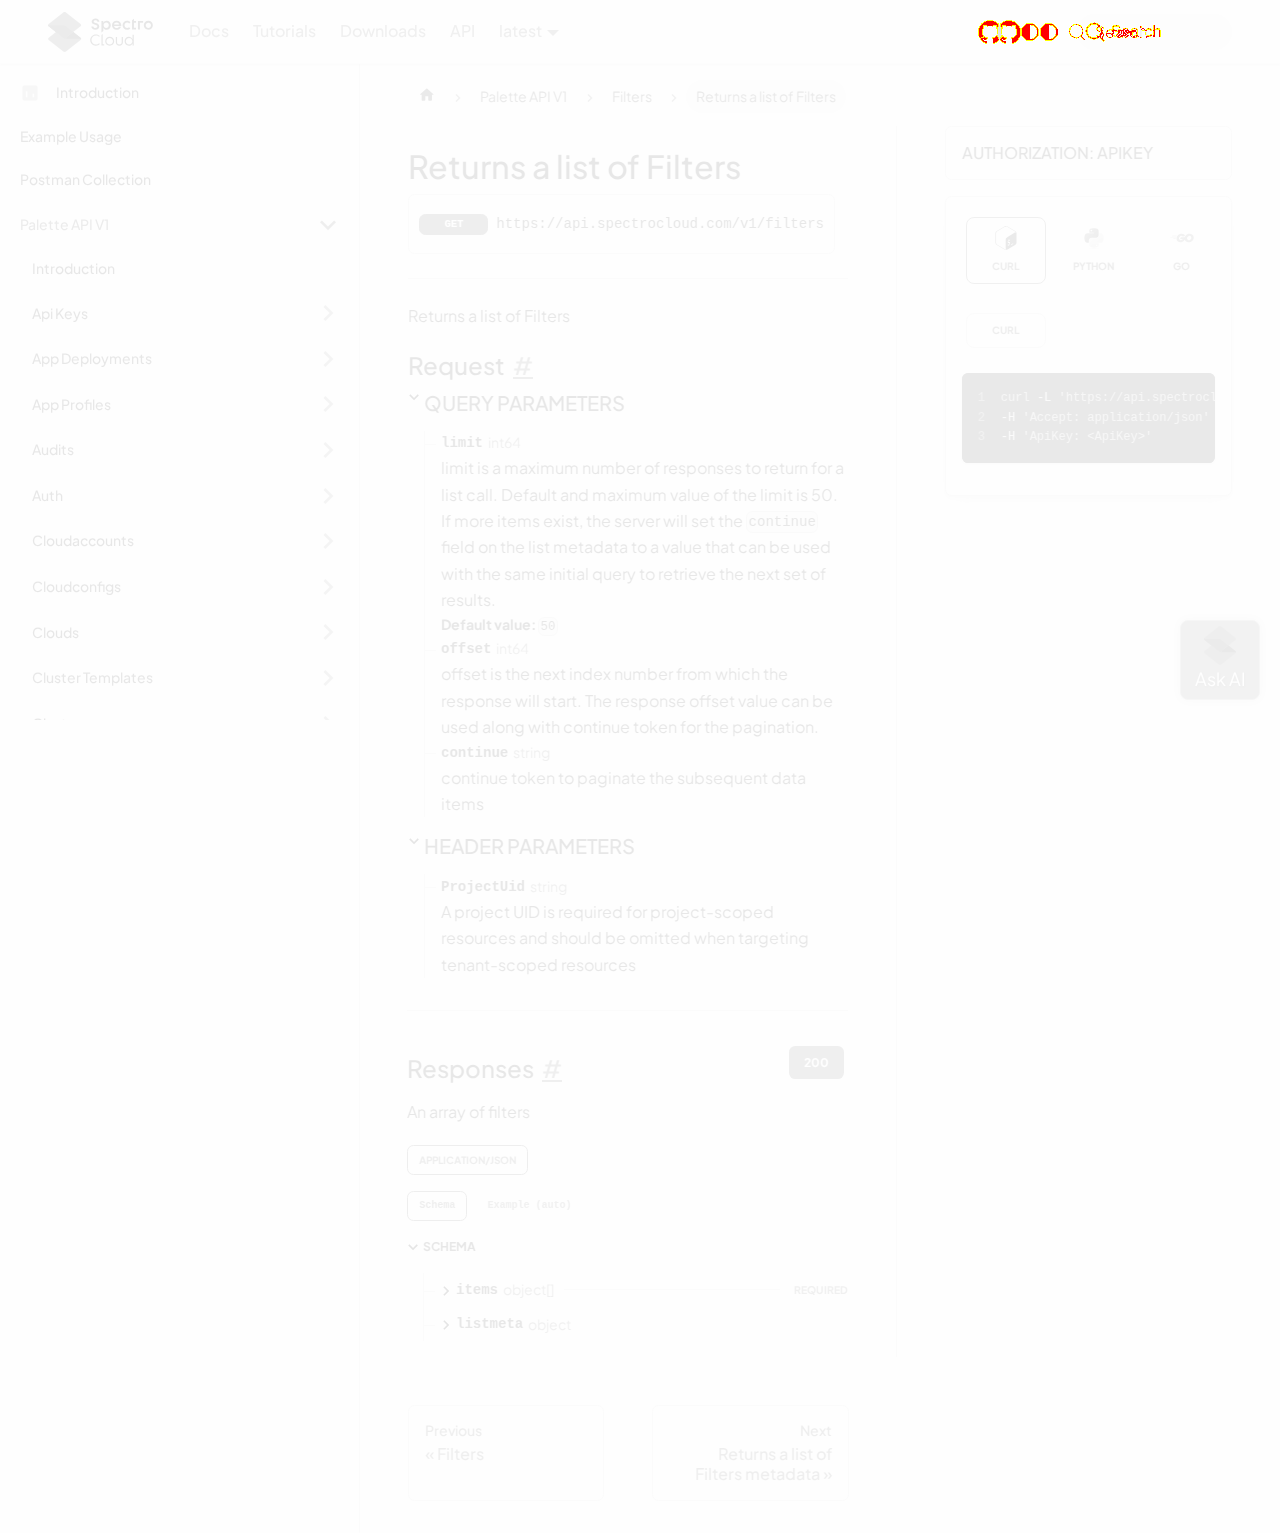 Spectro Cloud
Docs
Tutorials
Downloads
API
latest
Search
Introduction
Example Usage
Postman Collection
Palette API V1
Introduction
Api Keys
App Deployments
App Profiles
Audits
Auth
Cloudaccounts
Cloudconfigs
Clouds
Cluster Templates
Palette API V1
Filters
Returns a list of Filters
Returns a list of Filters
GET https://api.spectrocloud.com/v1/filters
Returns a list of Filters
Request #
QUERY PARAMETERS
limit int64
limit is a maximum number of responses to return for a
list call. Default and maximum value of the limit is 50.
If more items exist, the server will set the continue
field on the list metadata to a value that can be used
with the same initial query to retrieve the next set of
results.
Default value: 50
offset int64
offset is the next index number from which the
response will start. The response offset value can be
used along with continue token for the pagination.
continue string
continue token to paginate the subsequent data
items
HEADER PARAMETERS
ProjectUid string
A project UID is required for project-scoped
resources and should be omitted when targeting
tenant-scoped resources
Responses #
200
An array of filters
APPLICATION/JSON
Schema
Example (auto)
SCHEMA
items object[]
REQUIRED
listmeta object
Previous
« Filters
Next
Returns a list of
Filters metadata »
AUTHORIZATION: APIKEY
CURL
PYTHON
GO
GO
CURL
1 curl -L 'https://api.spectrocl
2 -H 'Accept: application/json'
3 -H 'ApiKey: <ApiKey>'
Ask AI